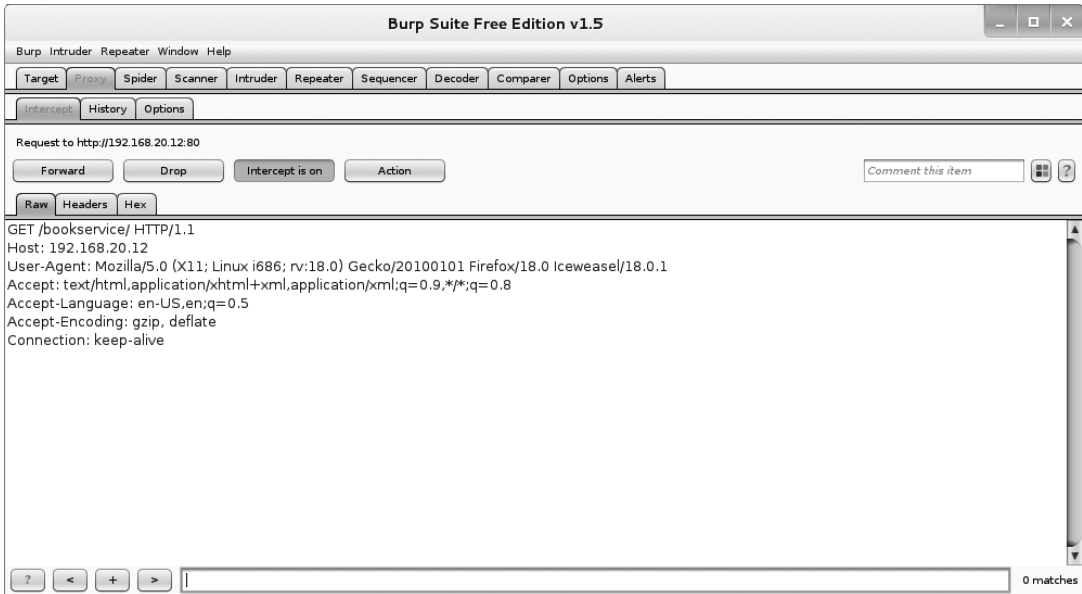 Burp Suite Free Edition v1.5
Burp Intruder Repeater Window Help
Target Proxy Spider Scanner Intruder Repeater Sequencer Decoder Comparer Options Alerts
Intercept History Options
Request to http://192.168.20.12:80
Forward Drop Intercept is on Action Comment this item ?
Raw Headers Hex
GET /bookservice/ HTTP/1.1
Host: 192.168.20.12
User-Agent: Mozilla/5.0 (X11; Linux i686; rv:18.0) Gecko/20100101 Firefox/18.0 Iceweasel/18.0.1
Accept: text/html,application/xhtml+xml,application/xml;q=0.9,*/*;q=0.8
Accept-Language: en-US,en;q=0.5
Accept-Encoding: gzip, deflate
Connection: keep-alive
? < + > 0 matches